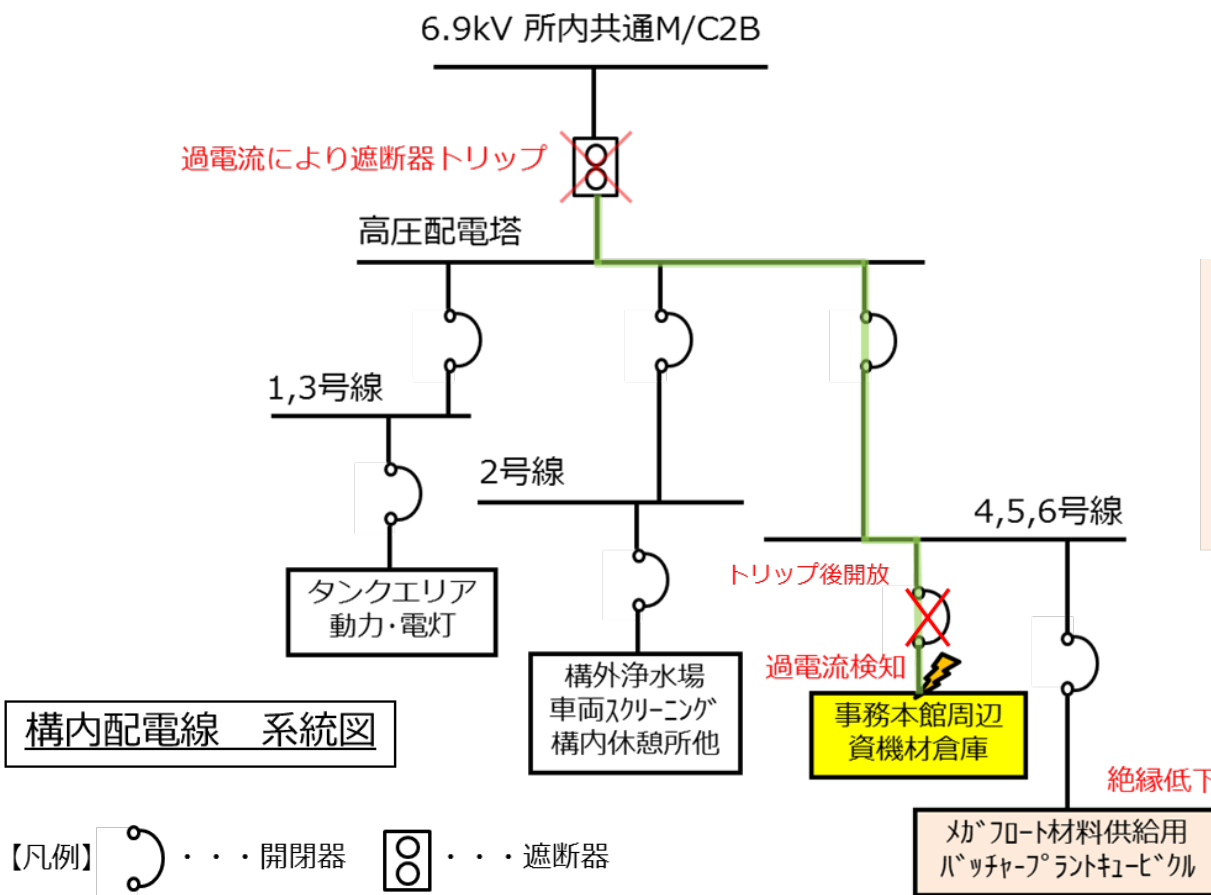 6.9kV 所内共通M/C2B
過電流により遮断器トリップ
高圧配電塔
1,3号線
2号線
4,5,6号線
トリップ後開放
タンクエリア
動力・電灯
過電流検知
構外浄水場
車両ｽｸﾘｰﾆﾝｸﾞ
構内休憩所他
事務本館周辺
資機材倉庫
構内配電線 系統図
絶縁低下
ﾒｶﾞﾌﾛｰﾄ材料供給用
ﾊﾞｯﾁｬｰﾌﾟﾗﾝﾄｷｭｰﾋﾞｸﾙ
【凡例】 ・・・開閉器 ・・・遮断器